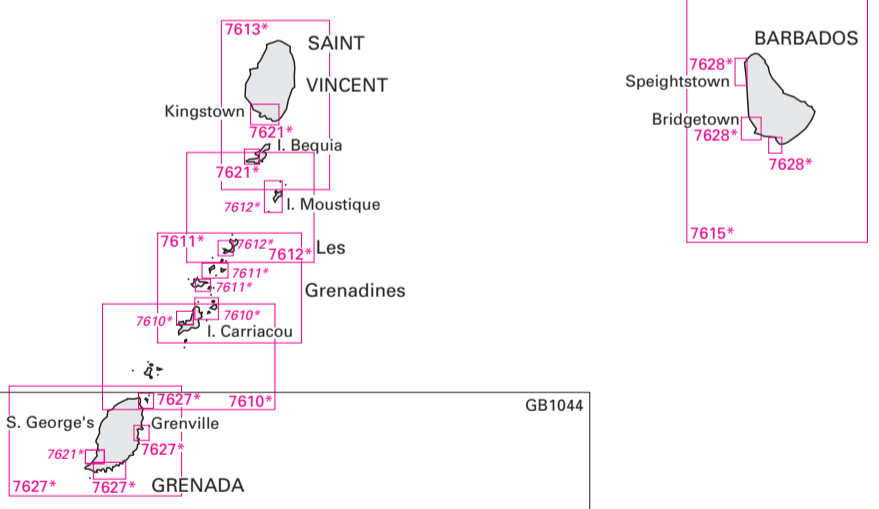 7613*
SAINT
VINCENT
Kingstown
7621*
I. Bequia
7621*
I. Moustique
7612*
7611*
7612*
7612*
Les
7611*
7611*
Grenadines
7610*
7610*
I. Carriacou
7627*
7610*
S. George's
Grenville
7627*
7621*
7627*
7627*
GRENADA
GB1044
BARBADOS
7628*
Speightstown
Bridgetown
7628*
7628*
7615*